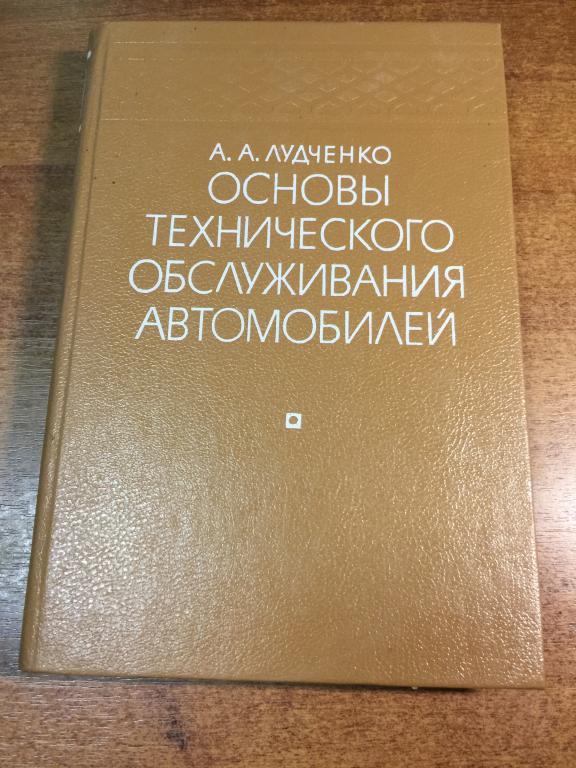 А. А. ЛУДЧЕНКО
ОСНОВЫ
ТЕХНИЧЕСКОГО
ОБСЛУЖИВАНИЯ
АВТОМОБИЛЕЙ